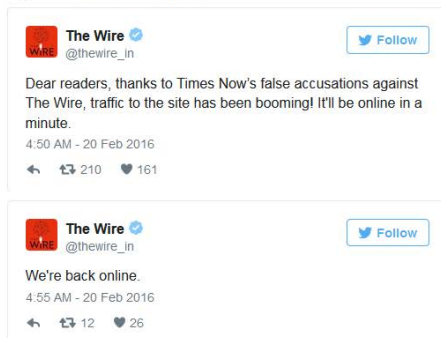 The Wire
Follow
WIRE
@thewire_in
Dear readers, thanks to Times Now's false accusations against
The Wire, traffic to the site has been booming! It'll be online in a
minute.
4:50 AM - 20 Feb 2016
210 161
The Wire
Follow
WIRE
@thewire_in
We're back online.
4:55 AM - 20 Feb 2016
12 26